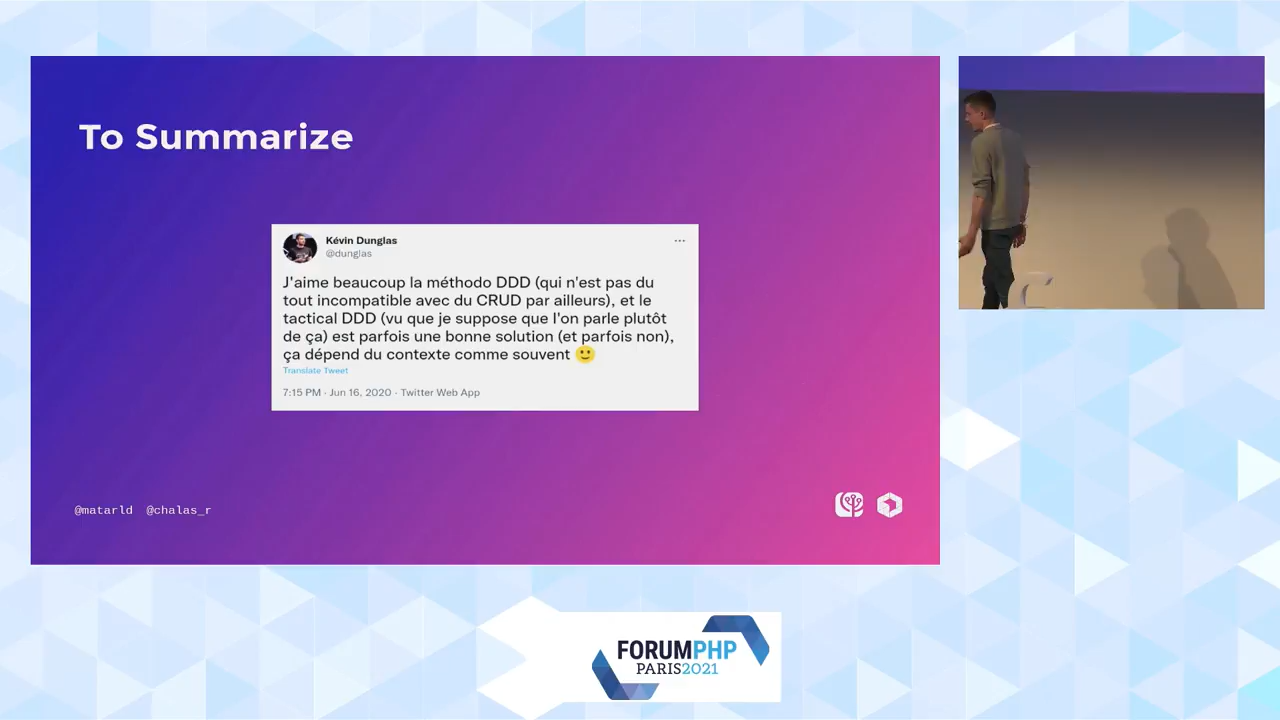 To Summarize
Kévin Dunglas
@dunglas
J'aime beaucoup la méthodo DDD (qui n'est pas du
tout incompatible avec du CRUD par ailleurs), et le
tactical DDD (vu que je suppose que l'on parle plutôt
de ça) est parfois une bonne solution (et parfois non),
ça dépend du contexte comme souvent 🙂
Translate Tweet
7:15 PM · Jun 16, 2020 · Twitter Web App
@matarld @chalas_r
FORUMPHP
PARIS2021